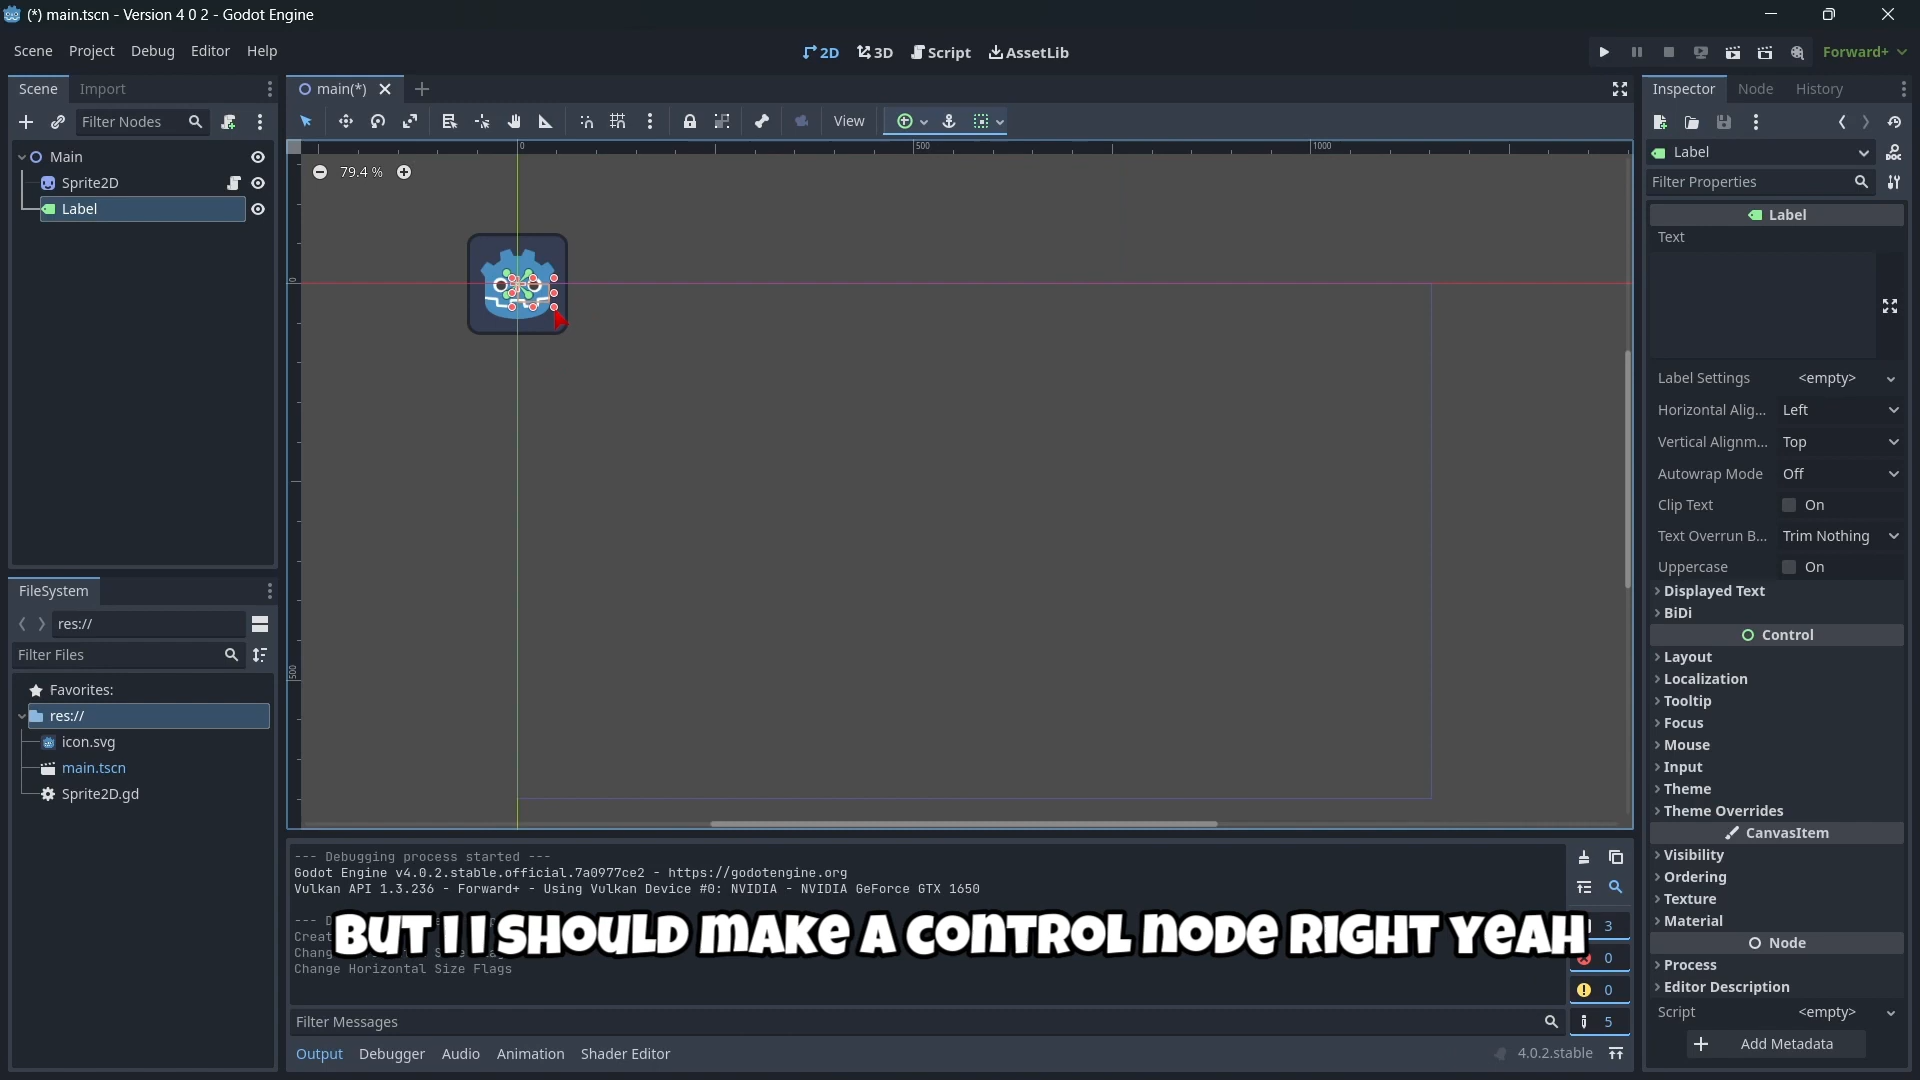 (*) main.tscn - Version 4 0 2 - Godot Engine
Scene Project Debug Editor Help
2D 3D Script AssetLib
Forward+
Scene Import
Filter Nodes
Main
Sprite2D
Label
FileSystem
res://
Filter Files
Favorites:
res://
icon.svg
main.tscn
Sprite2D.gd
main(*)
View
0 500 1000
79.4 %
0
500
--- Debugging process started ---
Godot Engine v4.0.2.stable.official.7a0977ce2 - https://godotengine.org
Vulkan API 1.3.236 - Forward+ - Using Vulkan Device #0: NVIDIA - NVIDIA GeForce GTX 1650
BUT I I SHOULD MAKE A CONTROL NODE RIGHT YEAH
Change Horizontal Size Flags
3
0
0
5
Filter Messages
Output Debugger Audio Animation Shader Editor
4.0.2.stable
Inspector Node History
Label
Filter Properties
Label
Text
Label Settings <empty>
Horizontal Alig... Left
Vertical Alignm... Top
Autowrap Mode Off
Clip Text On
Text Overrun B... Trim Nothing
Uppercase On
Displayed Text
BiDi
Control
Layout
Localization
Tooltip
Focus
Mouse
Input
Theme
Theme Overrides
CanvasItem
Visibility
Ordering
Texture
Material
Node
Process
Editor Description
Script <empty>
Add Metadata